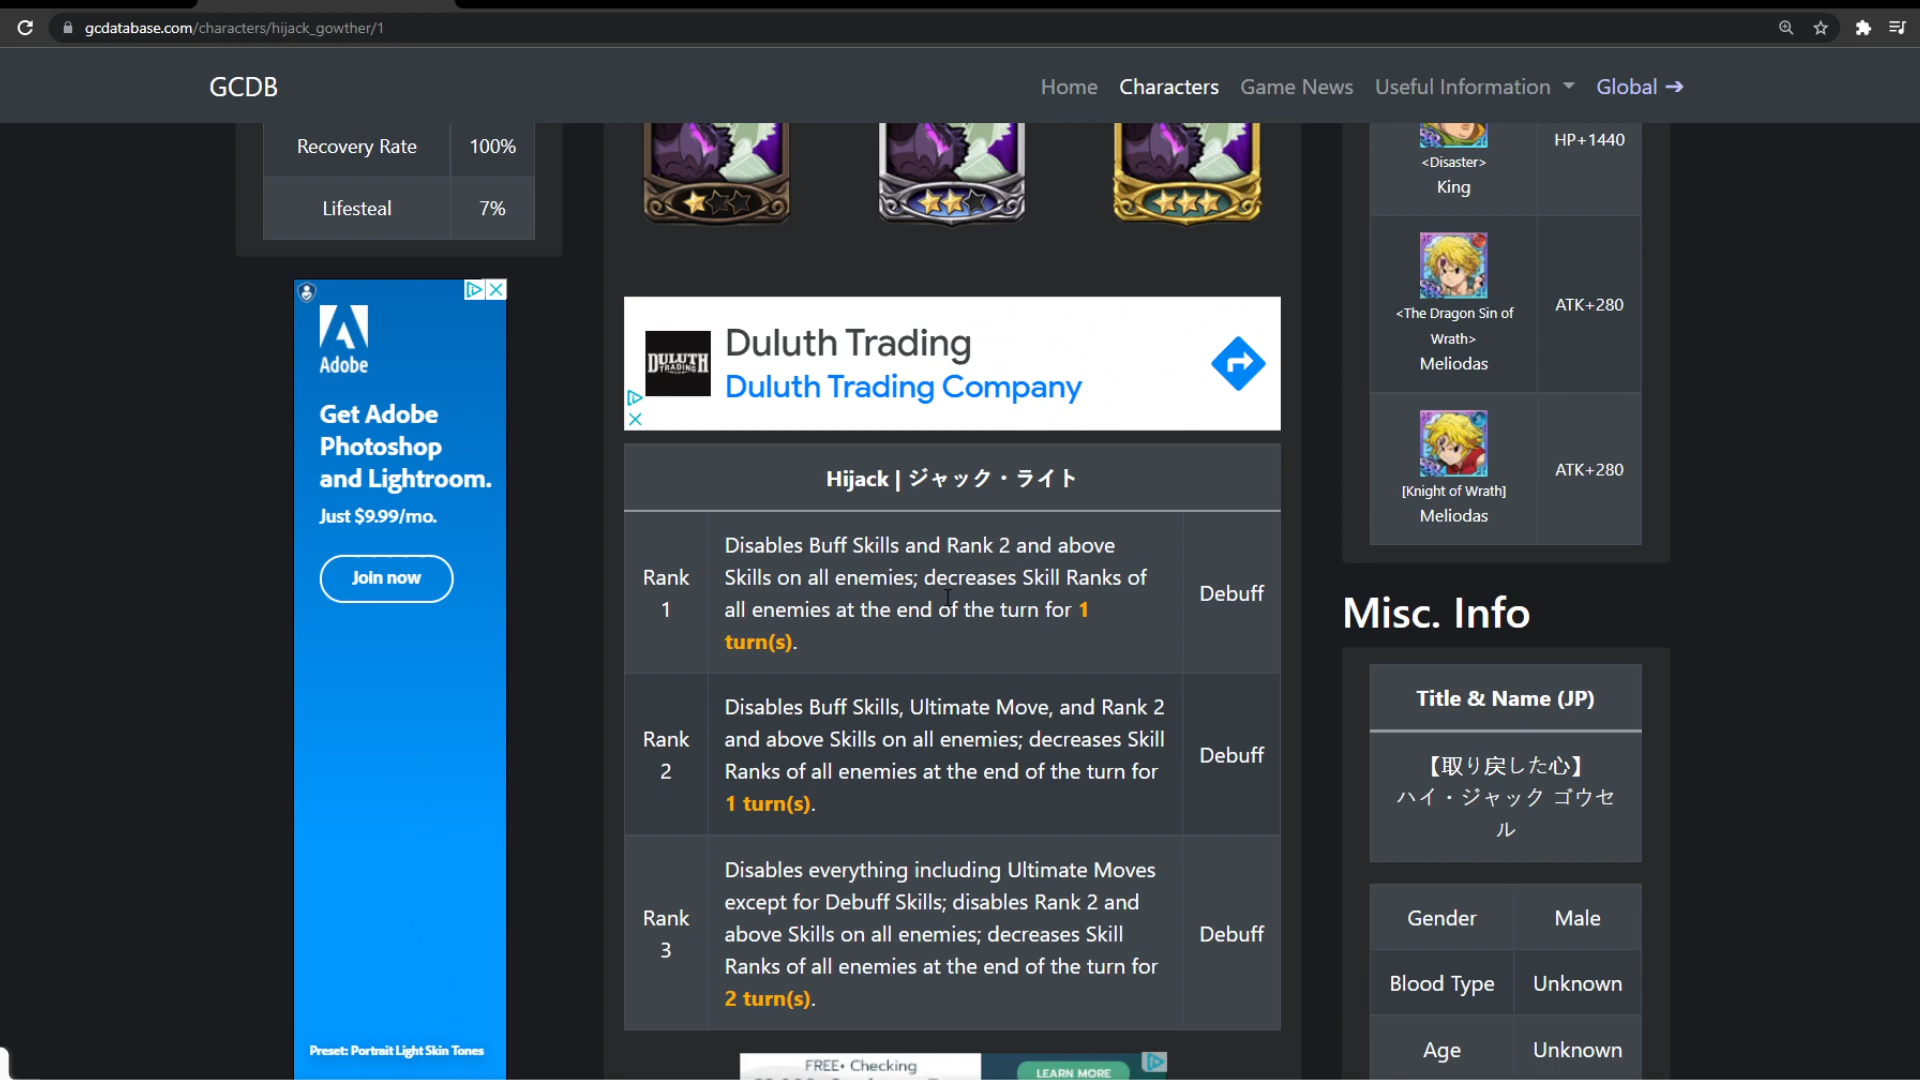 gcdatabase.com/characters/hijack_gowther/1
GCDB
Home
Characters
Game News
Useful Information
Global →
Recovery Rate 100%
Lifesteal 7%
Adobe
Get Adobe
Photoshop
and Lightroom.
Just $9.99/mo.
Join now
Preset: Portrait Light Skin Tones
DULUTH
TRADING
Duluth Trading
Duluth Trading Company
Hijack | ジャック・ライト
Rank
1
Disables Buff Skills and Rank 2 and above
Skills on all enemies; decreases Skill Ranks of
all enemies at the end of the turn for 1
turn(s).
Debuff
Rank
2
Disables Buff Skills, Ultimate Move, and Rank 2
and above Skills on all enemies; decreases Skill
Ranks of all enemies at the end of the turn for
1 turn(s).
Debuff
Rank
3
Disables everything including Ultimate Moves
except for Debuff Skills; disables Rank 2 and
above Skills on all enemies; decreases Skill
Ranks of all enemies at the end of the turn for
2 turn(s).
Debuff
FREE+ Checking
LEARN MORE
<Disaster>
King
HP+1440
<The Dragon Sin of
Wrath>
Meliodas
ATK+280
[Knight of Wrath]
Meliodas
ATK+280
Misc. Info
Title & Name (JP)
【取り戻した心】
ハイ・ジャック ゴウセ
ル
Gender Male
Blood Type Unknown
Age Unknown